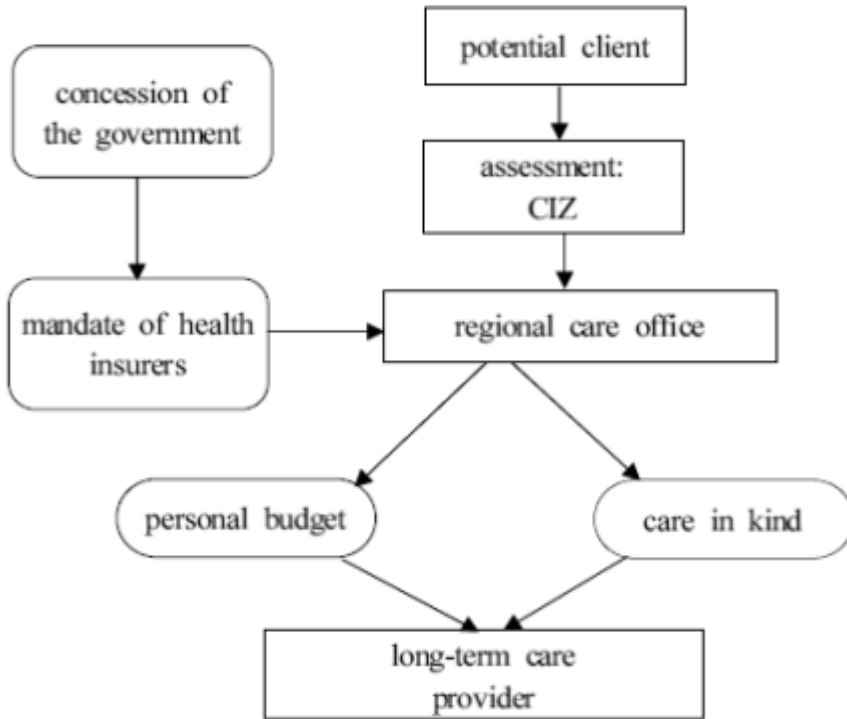 potential client
concession of
the government
assessment:
CIZ
mandate of health
insurers
regional care office
personal budget
care in kind
long-term care
provider